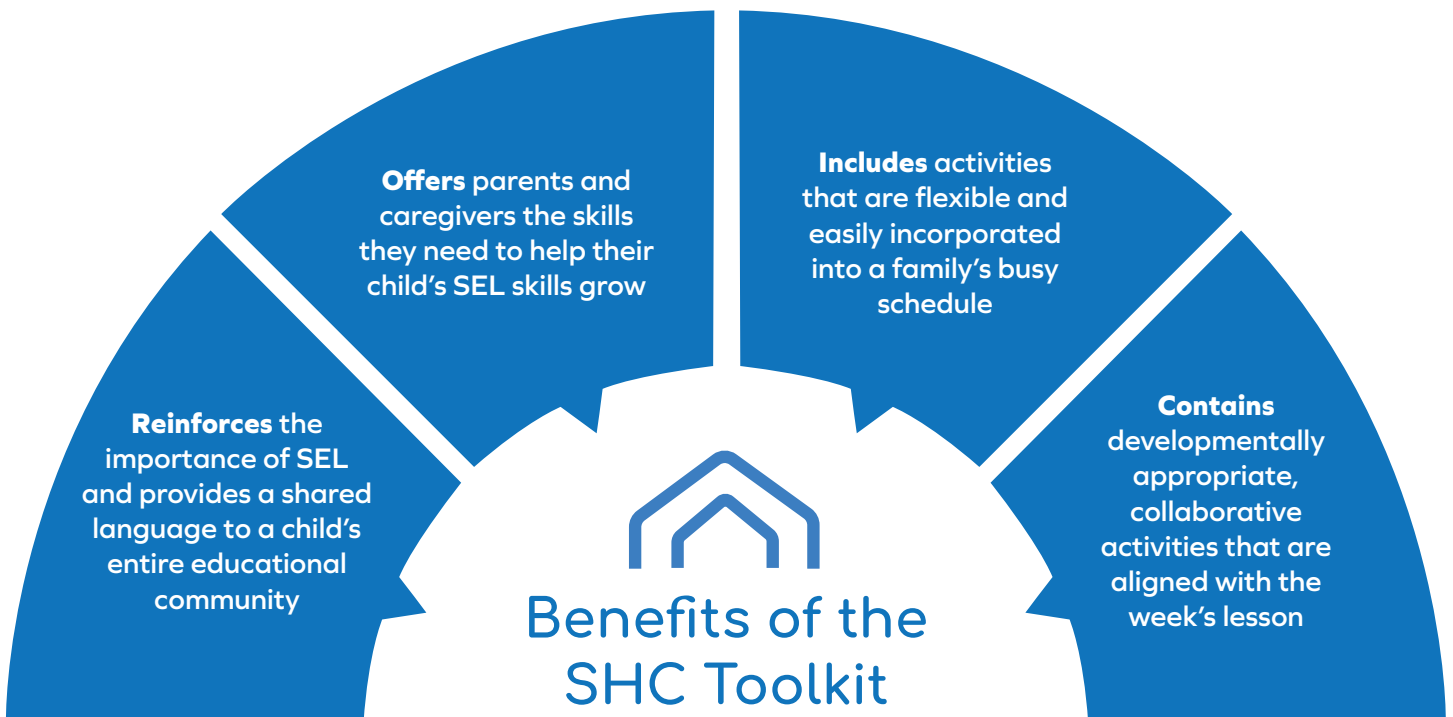 Reinforces the
importance of SEL
and provides a shared
language to a child’s
entire educational
community
Offers parents and
caregivers the skills
they need to help their
child’s SEL skills grow
Includes activities
that are flexible and
easily incorporated
into a family’s busy
schedule
Contains
developmentally
appropriate,
collaborative
activities that are
aligned with the
week’s lesson
Benefits of the
SHC Toolkit